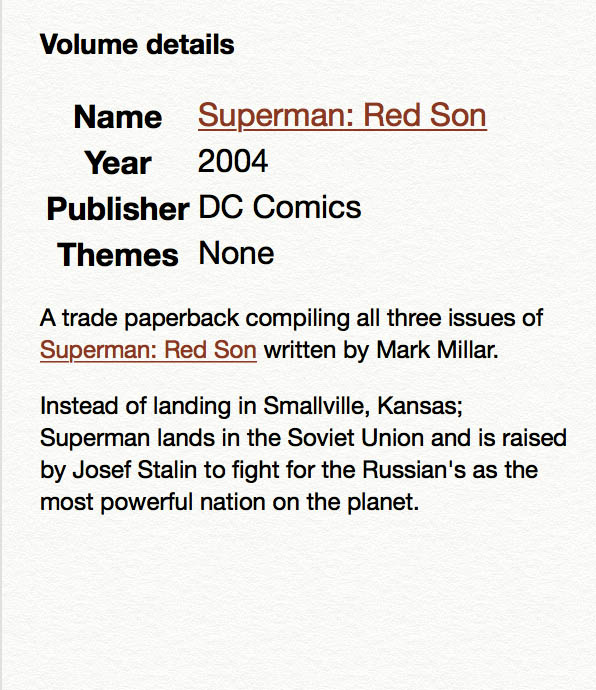 Volume details
Name Superman: Red Son
Year 2004
Publisher DC Comics
Themes None
A trade paperback compiling all three issues of
Superman: Red Son written by Mark Millar.
Instead of landing in Smallville, Kansas;
Superman lands in the Soviet Union and is raised
by Josef Stalin to fight for the Russian's as the
most powerful nation on the planet.